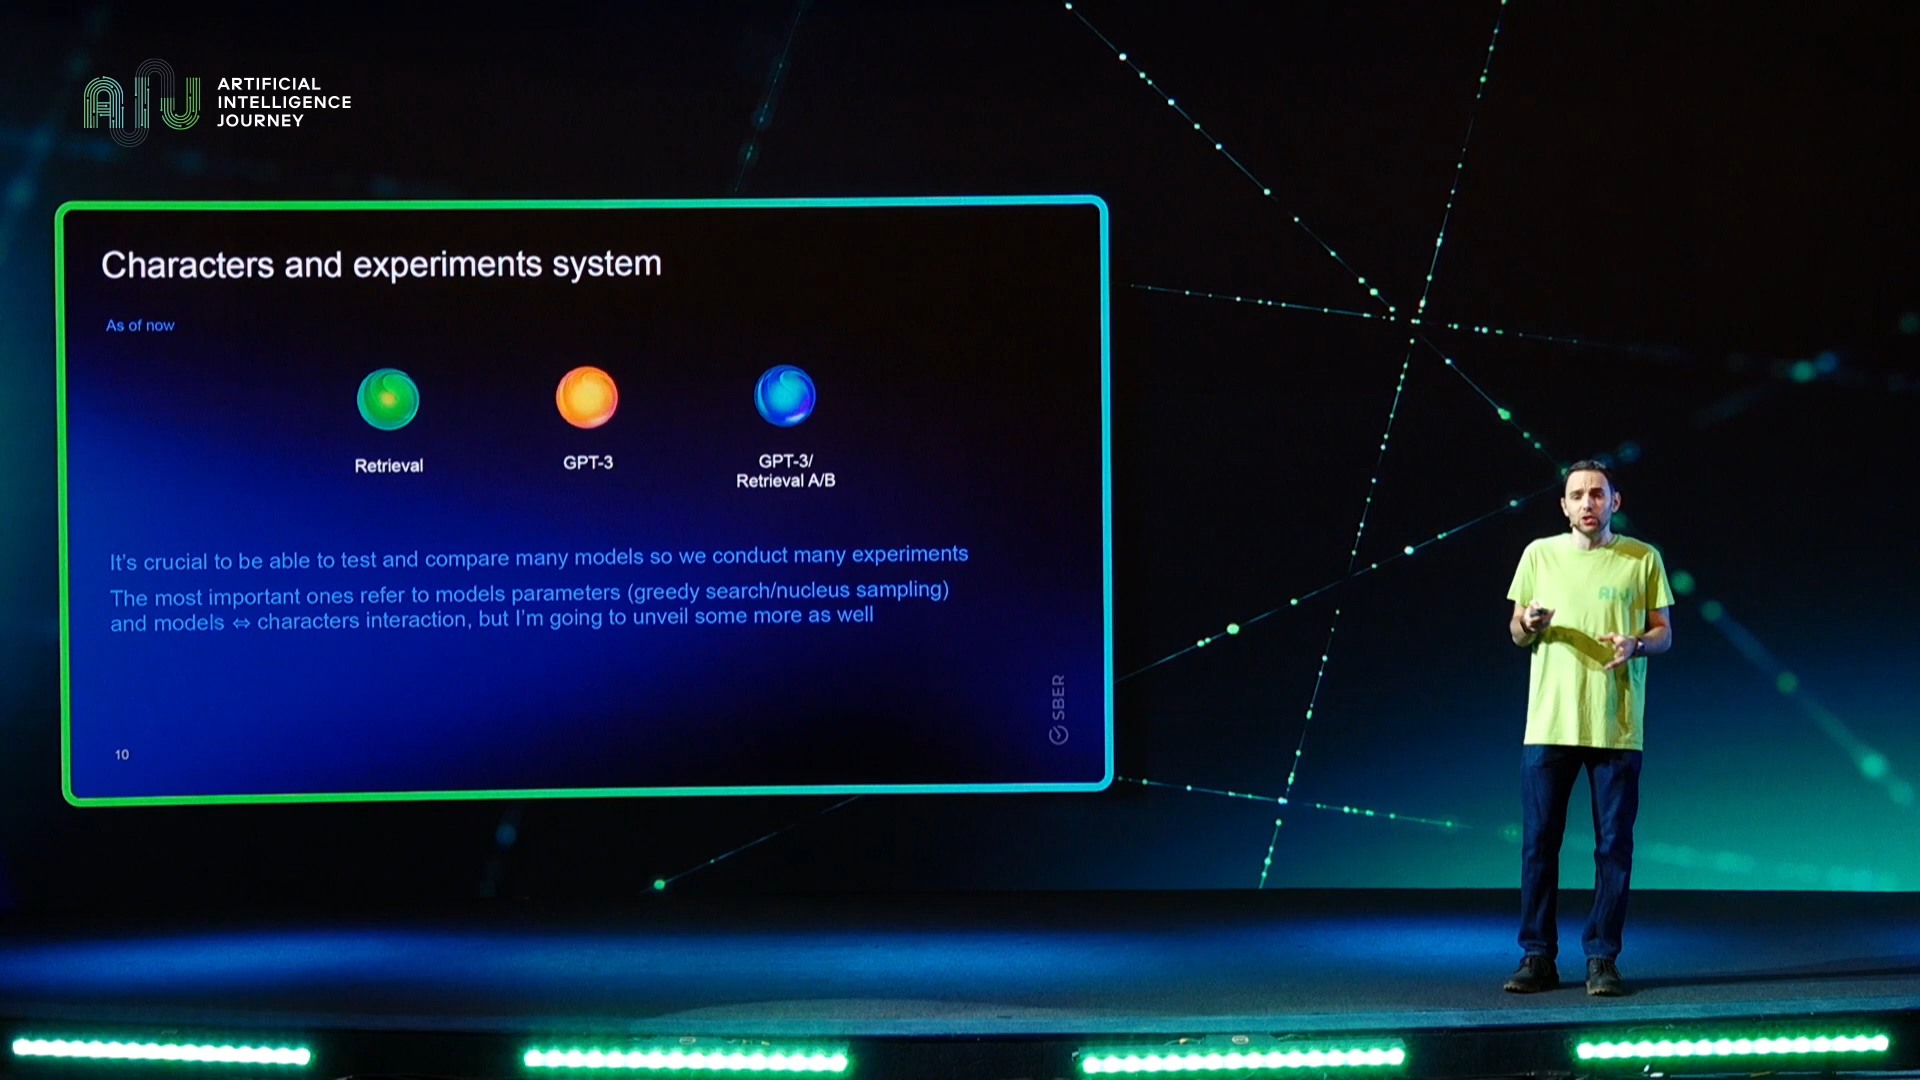 ARTIFICIAL
INTELLIGENCE
JOURNEY
Characters and experiments system
As of now
Retrieval
GPT-3
GPT-3/
Retrieval A/B
It's crucial to be able to test and compare many models so we conduct many experiments
The most important ones refer to models parameters (greedy search/nucleus sampling)
and models ⇔ characters interaction, but I'm going to unveil some more as well
SBER
10
AIJ